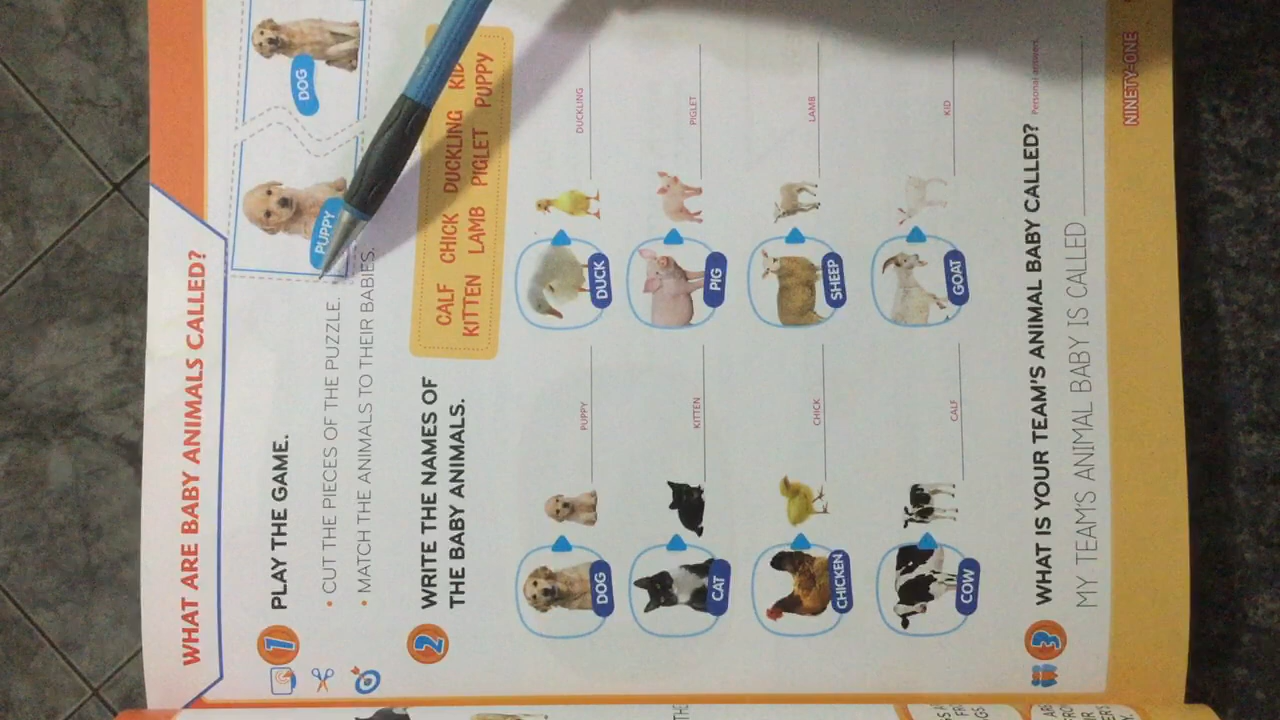 WHAT ARE BABY ANIMALS CALLED?
1 PLAY THE GAME.
• CUT THE PIECES OF THE PUZZLE.
• MATCH THE ANIMALS TO THEIR BABIES.
PUPPY
DOG
2 WRITE THE NAMES OF
THE BABY ANIMALS.
CALF CHICK DUCKLING KID
KITTEN LAMB PIGLET PUPPY
DOG PUPPY
DUCK DUCKLING
CAT KITTEN
PIG PIGLET
CHICKEN CHICK
SHEEP LAMB
COW CALF
GOAT KID
3 WHAT IS YOUR TEAM'S ANIMAL BABY CALLED? Personal answer.
MY TEAM'S ANIMAL BABY IS CALLED
NINETY-ONE